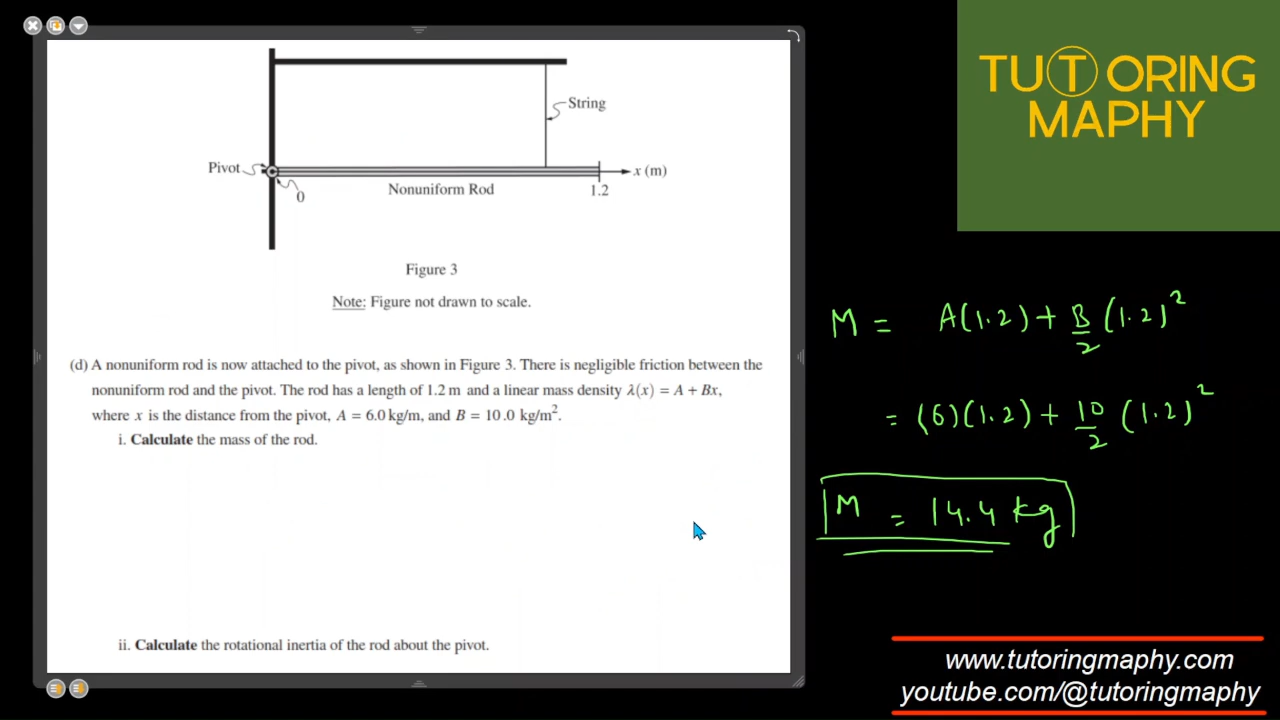 TUTORING
MAPHY
String
Pivot
x (m)
0
Nonuniform Rod
1.2
Figure 3
Note: Figure not drawn to scale.
(d) A nonuniform rod is now attached to the pivot, as shown in Figure 3. There is negligible friction between the
nonuniform rod and the pivot. The rod has a length of 1.2 m and a linear mass density λ(x) = A + Bx,
where x is the distance from the pivot, A = 6.0 kg/m, and B = 10.0 kg/m².
i. Calculate the mass of the rod.
ii. Calculate the rotational inertia of the rod about the pivot.
M = A(1.2) + B/2 (1.2)²
= (6)(1.2) + 10/2 (1.2)²
M = 14.4 kg
www.tutoringmaphy.com
youtube.com/@tutoringmaphy